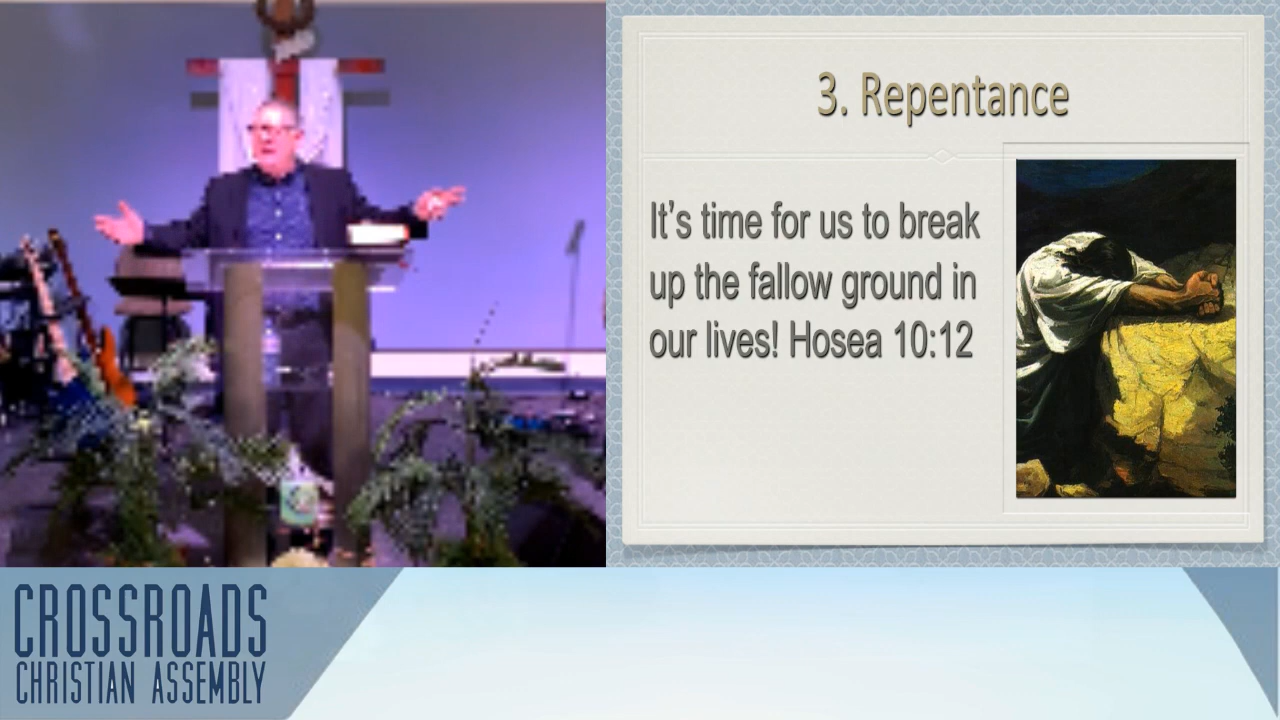 3. Repentance
It's time for us to break
up the fallow ground in
our lives! Hosea 10:12
CROSSROADS
CHRISTIAN ASSEMBLY